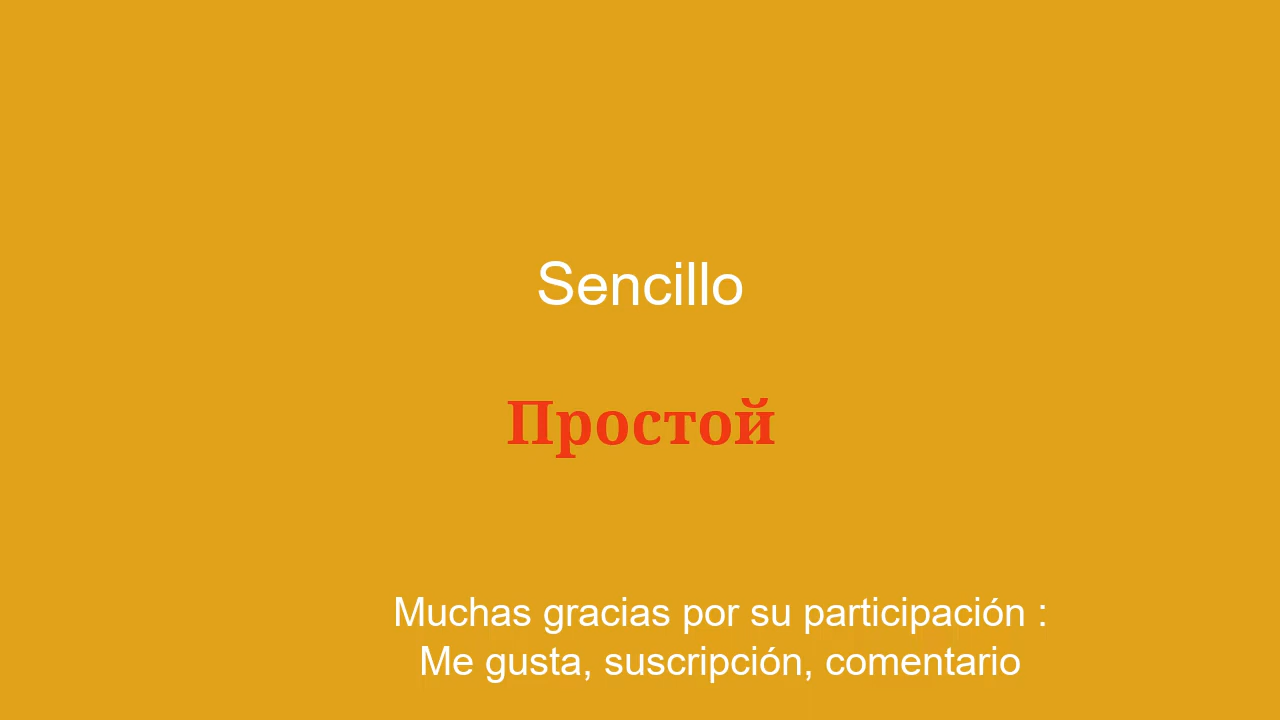 Sencillo
Простой
Muchas gracias por su participación :
Me gusta, suscripción, comentario